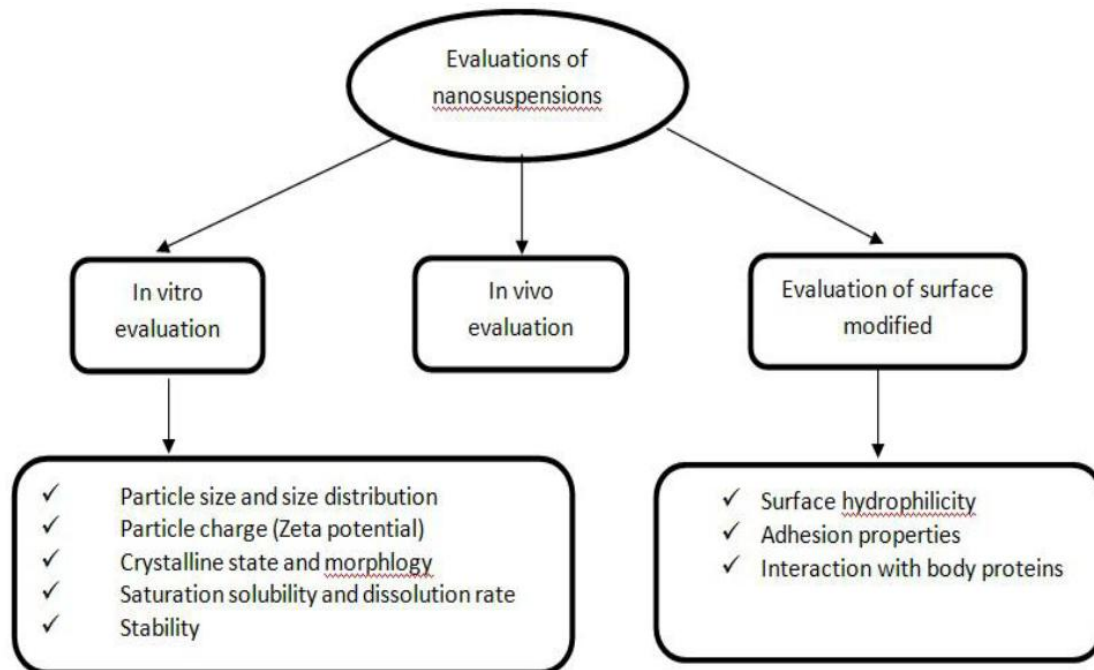 Evaluations of
nanosuspensions
In vitro
evaluation
In vivo
evaluation
Evaluation of surface
modified
✓ Particle size and size distribution
✓ Particle charge (Zeta potential)
✓ Crystalline state and morphlogy
✓ Saturation solubility and dissolution rate
✓ Stability
✓ Surface hydrophilicity
✓ Adhesion properties
✓ Interaction with body proteins